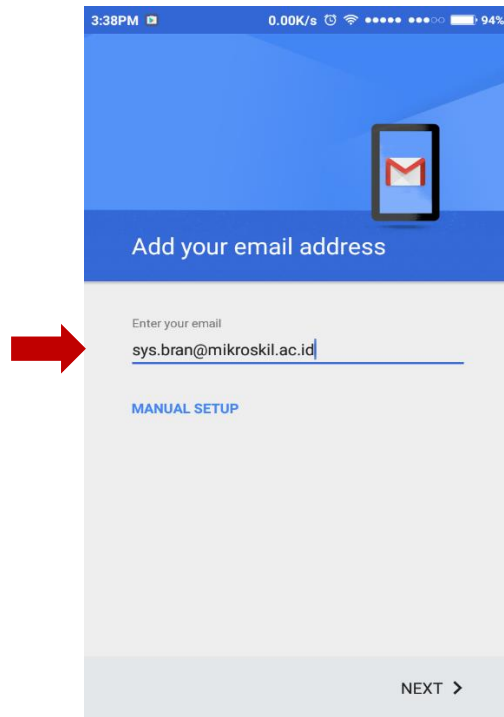 3:38PM 0.00K/s 94%
Add your email address
Enter your email
sys.bran@mikroskil.ac.id
MANUAL SETUP
NEXT